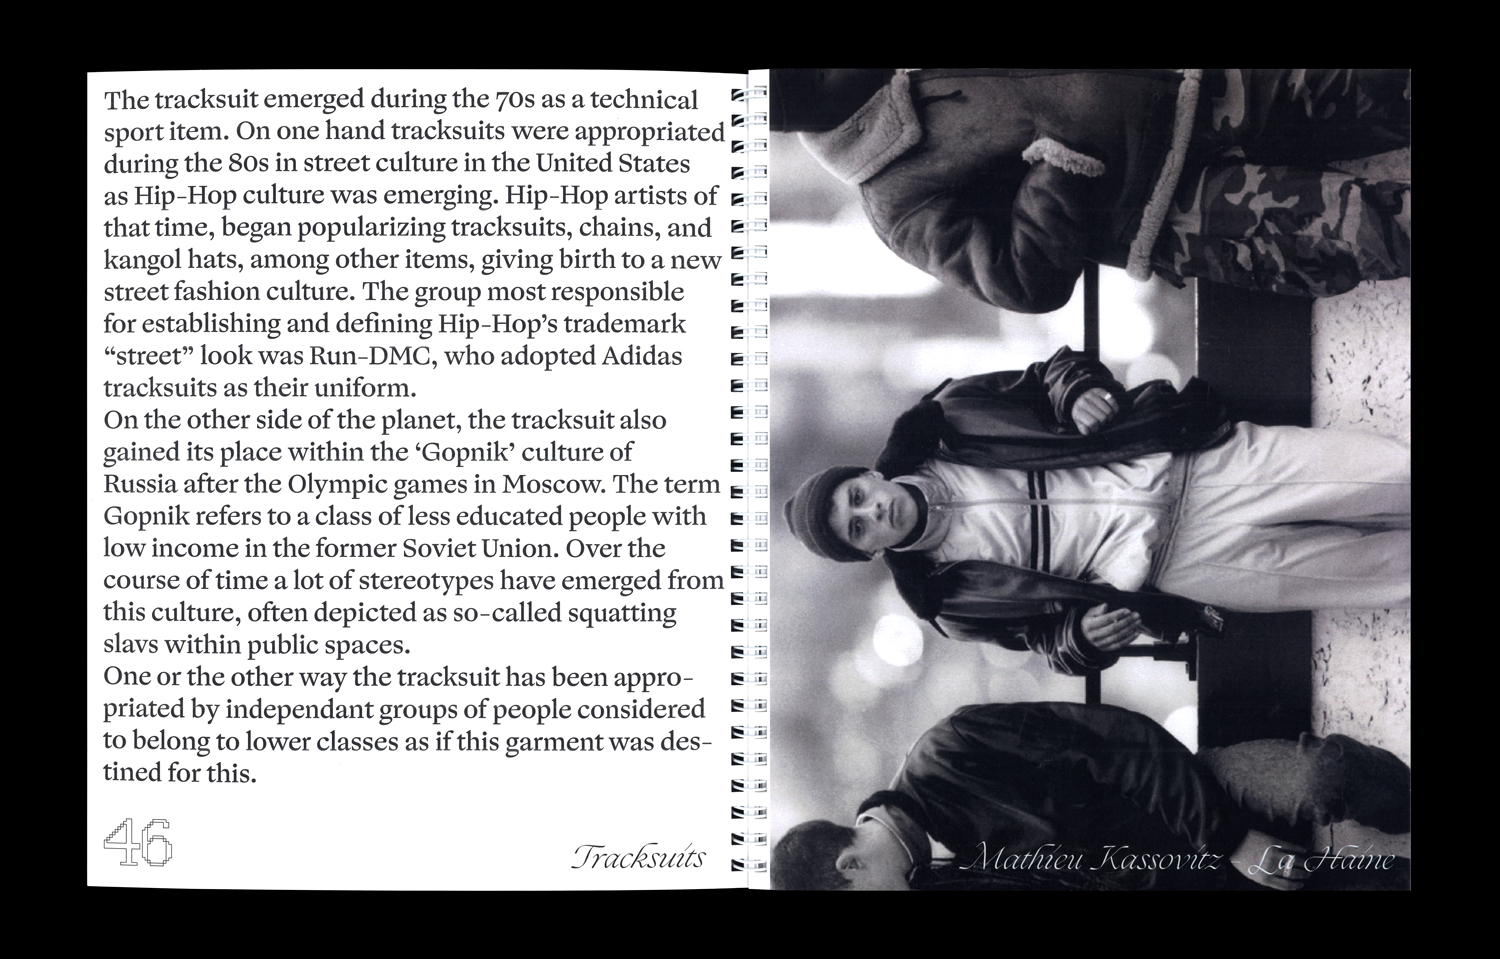 The tracksuit emerged during the 70s as a technical
sport item. On one hand tracksuits were appropriated
during the 80s in street culture in the United States
as Hip-Hop culture was emerging. Hip-Hop artists of
that time, began popularizing tracksuits, chains, and
kangol hats, among other items, giving birth to a new
street fashion culture. The group most responsible
for establishing and defining Hip-Hop’s trademark
“street” look was Run-DMC, who adopted Adidas
tracksuits as their uniform.
On the other side of the planet, the tracksuit also
gained its place within the ‘Gopnik’ culture of
Russia after the Olympic games in Moscow. The term
Gopnik refers to a class of less educated people with
low income in the former Soviet Union. Over the
course of time a lot of stereotypes have emerged from
this culture, often depicted as so-called squatting
slavs within public spaces.
One or the other way the tracksuit has been appro-
priated by independant groups of people considered
to belong to lower classes as if this garment was des-
tined for this.
46
Tracksuits
Mathieu Kassovitz - La Haine